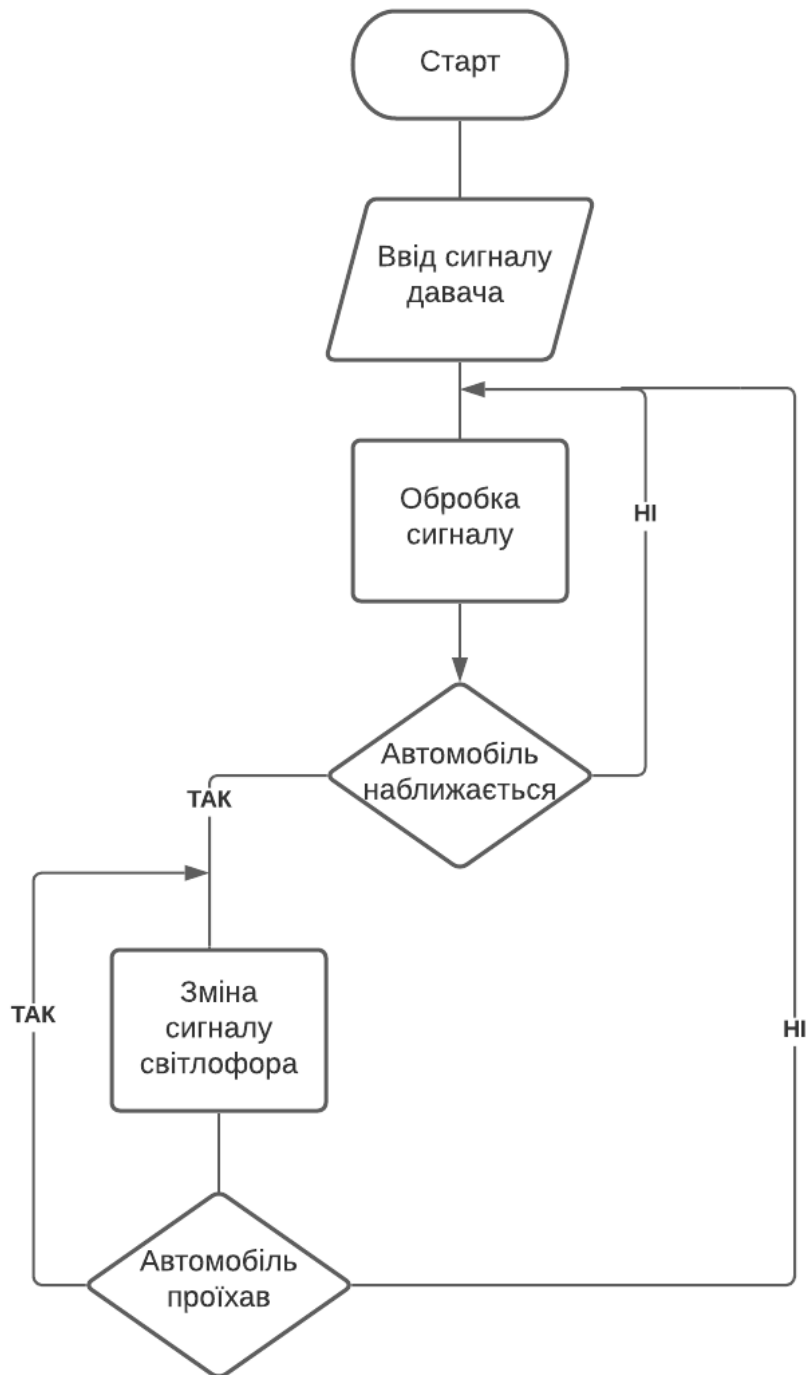 Старт
Ввід сигналу
давача
Обробка
сигналу
НІ
Автомобіль
наближається
ТАК
Зміна
сигналу
світлофора
ТАК
НІ
Автомобіль
проїхав